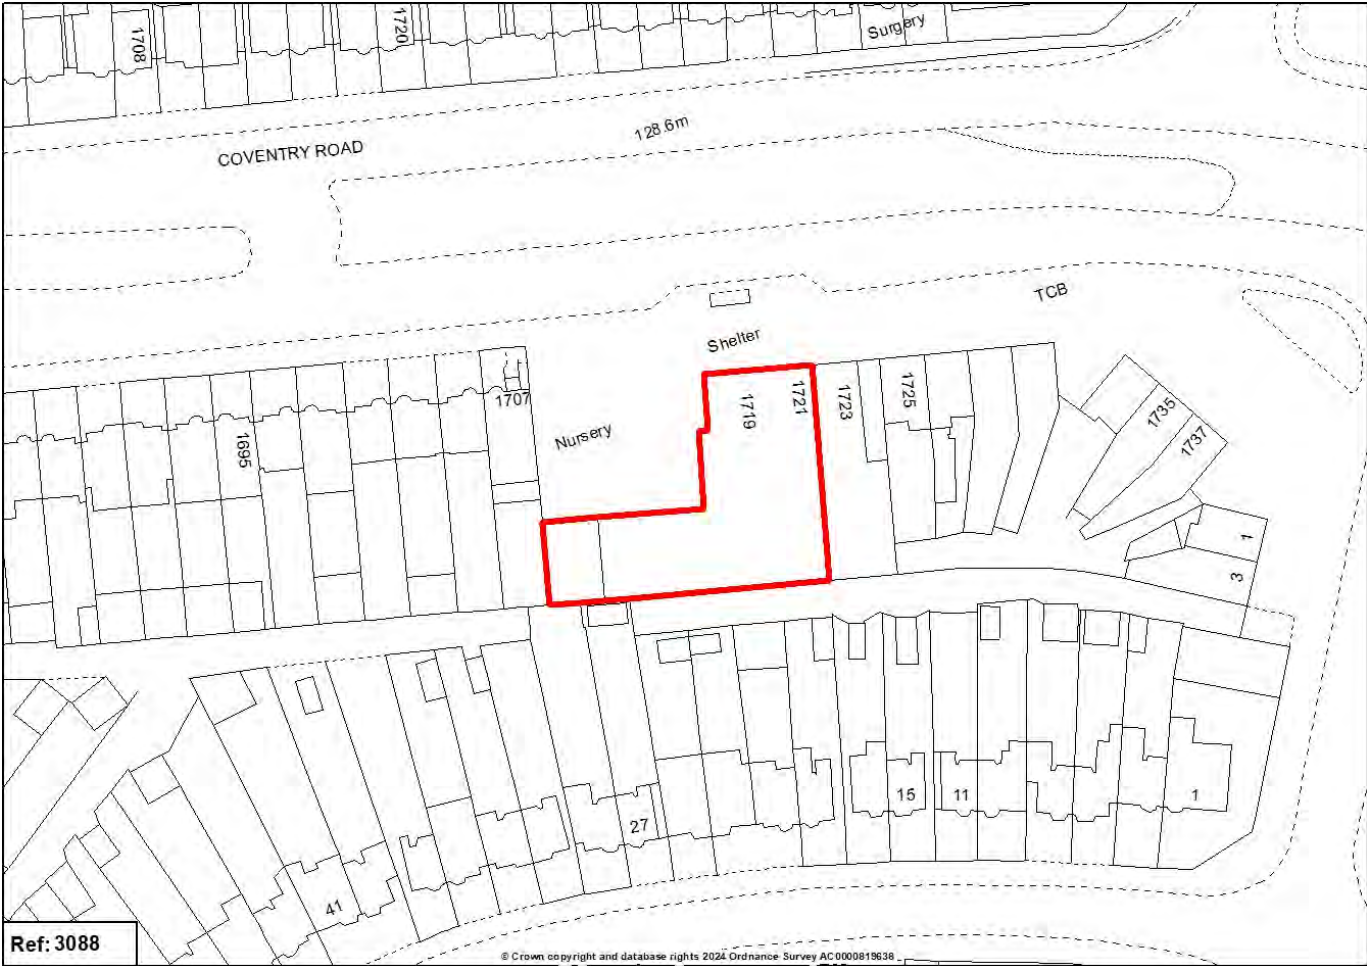 1708
1720
Surgery
128.6m
COVENTRY ROAD
TCB
Shelter
1707
1719
1721
1723
1725
1735
1737
Nursery
1695
1
3
15
11
1
27
41
Ref: 3088
© Crown copyright and database rights 2024 Ordnance Survey AC0000819638